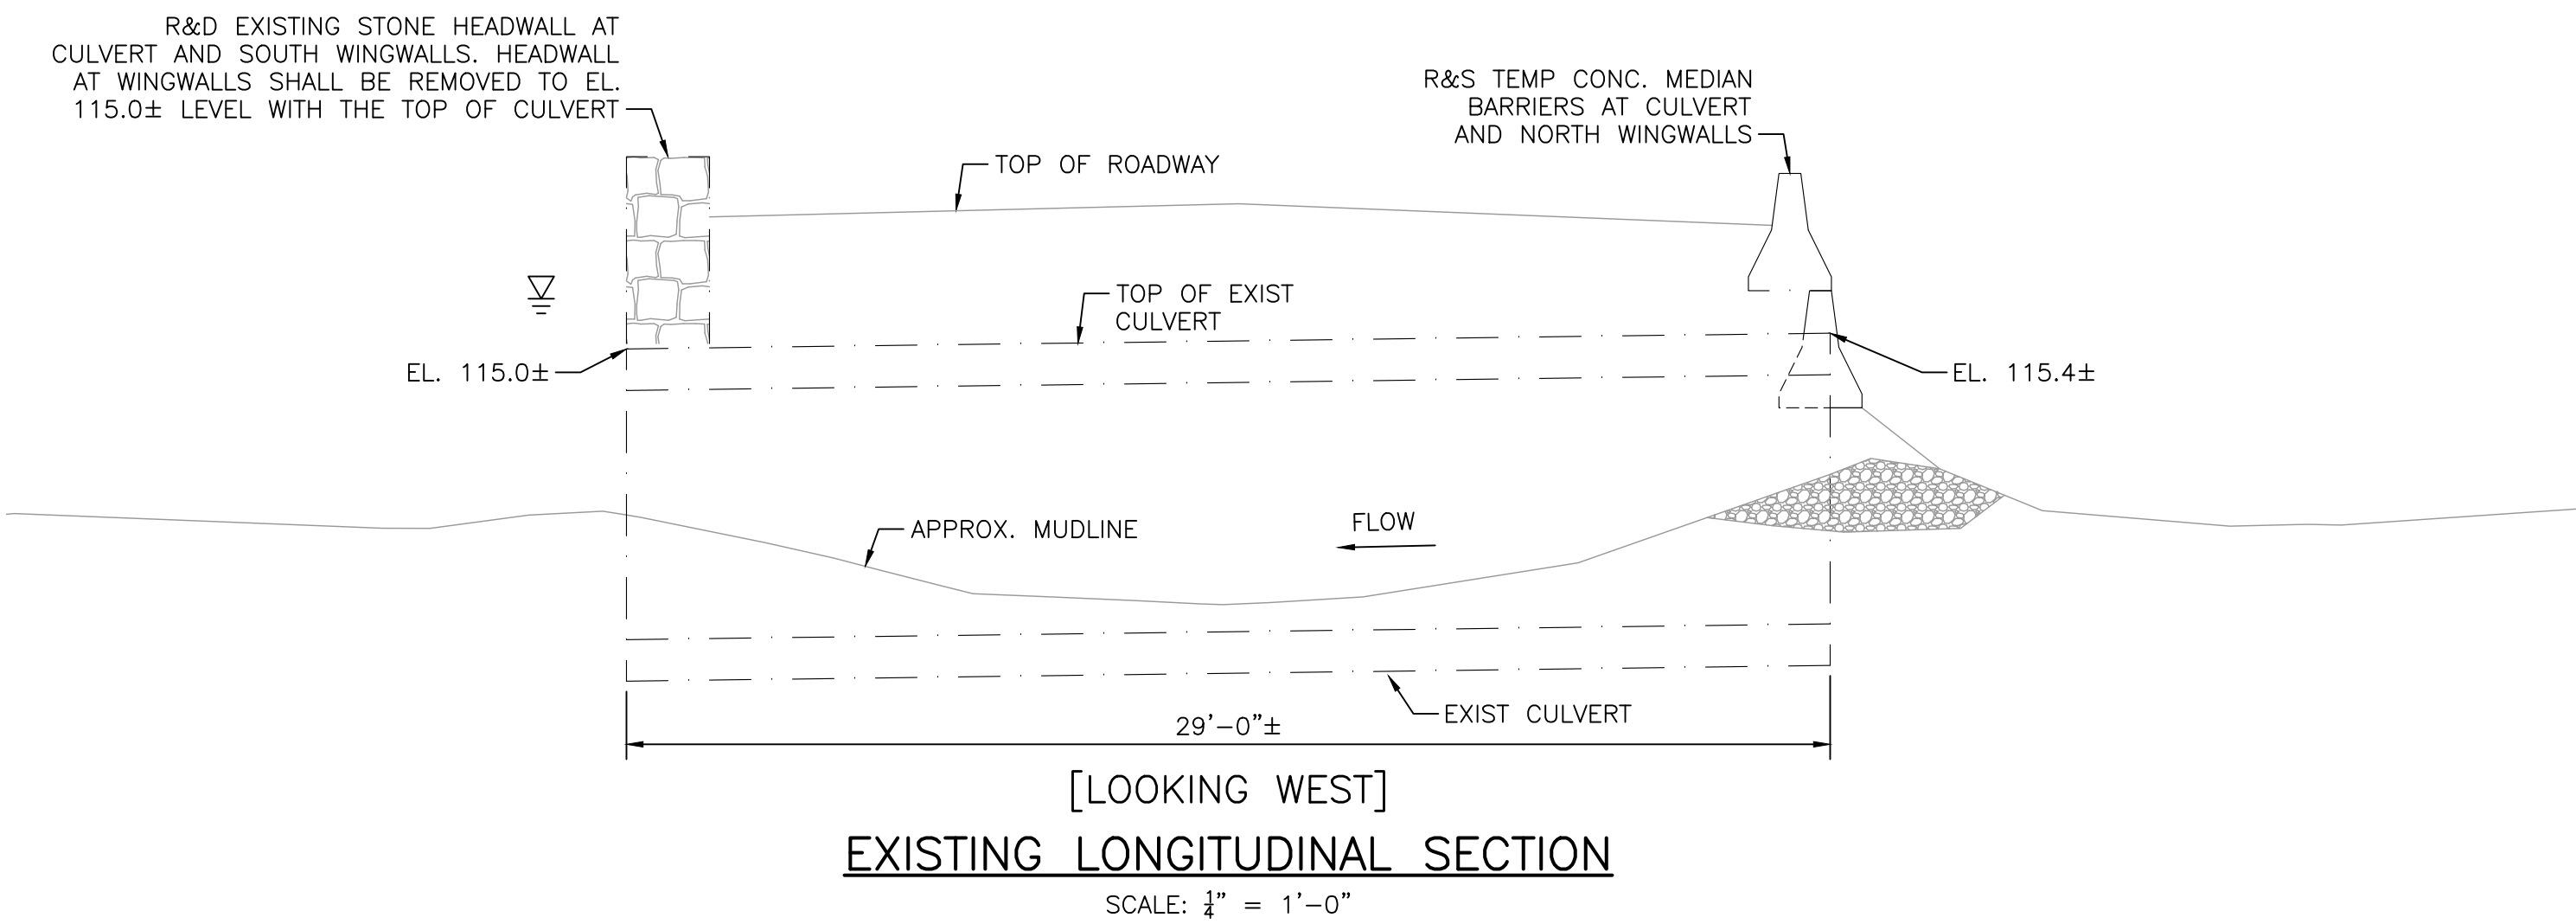 R&D EXISTING STONE HEADWALL AT
CULVERT AND SOUTH WINGWALLS. HEADWALL
AT WINGWALLS SHALL BE REMOVED TO EL.
115.0± LEVEL WITH THE TOP OF CULVERT
R&S TEMP CONC. MEDIAN
BARRIERS AT CULVERT
AND NORTH WINGWALLS
TOP OF ROADWAY
TOP OF EXIST
CULVERT
EL. 115.0±
EL. 115.4±
APPROX. MUDLINE
FLOW
EXIST CULVERT
29'-0"±
[LOOKING WEST]
EXISTING LONGITUDINAL SECTION
SCALE: ¼" = 1'-0"